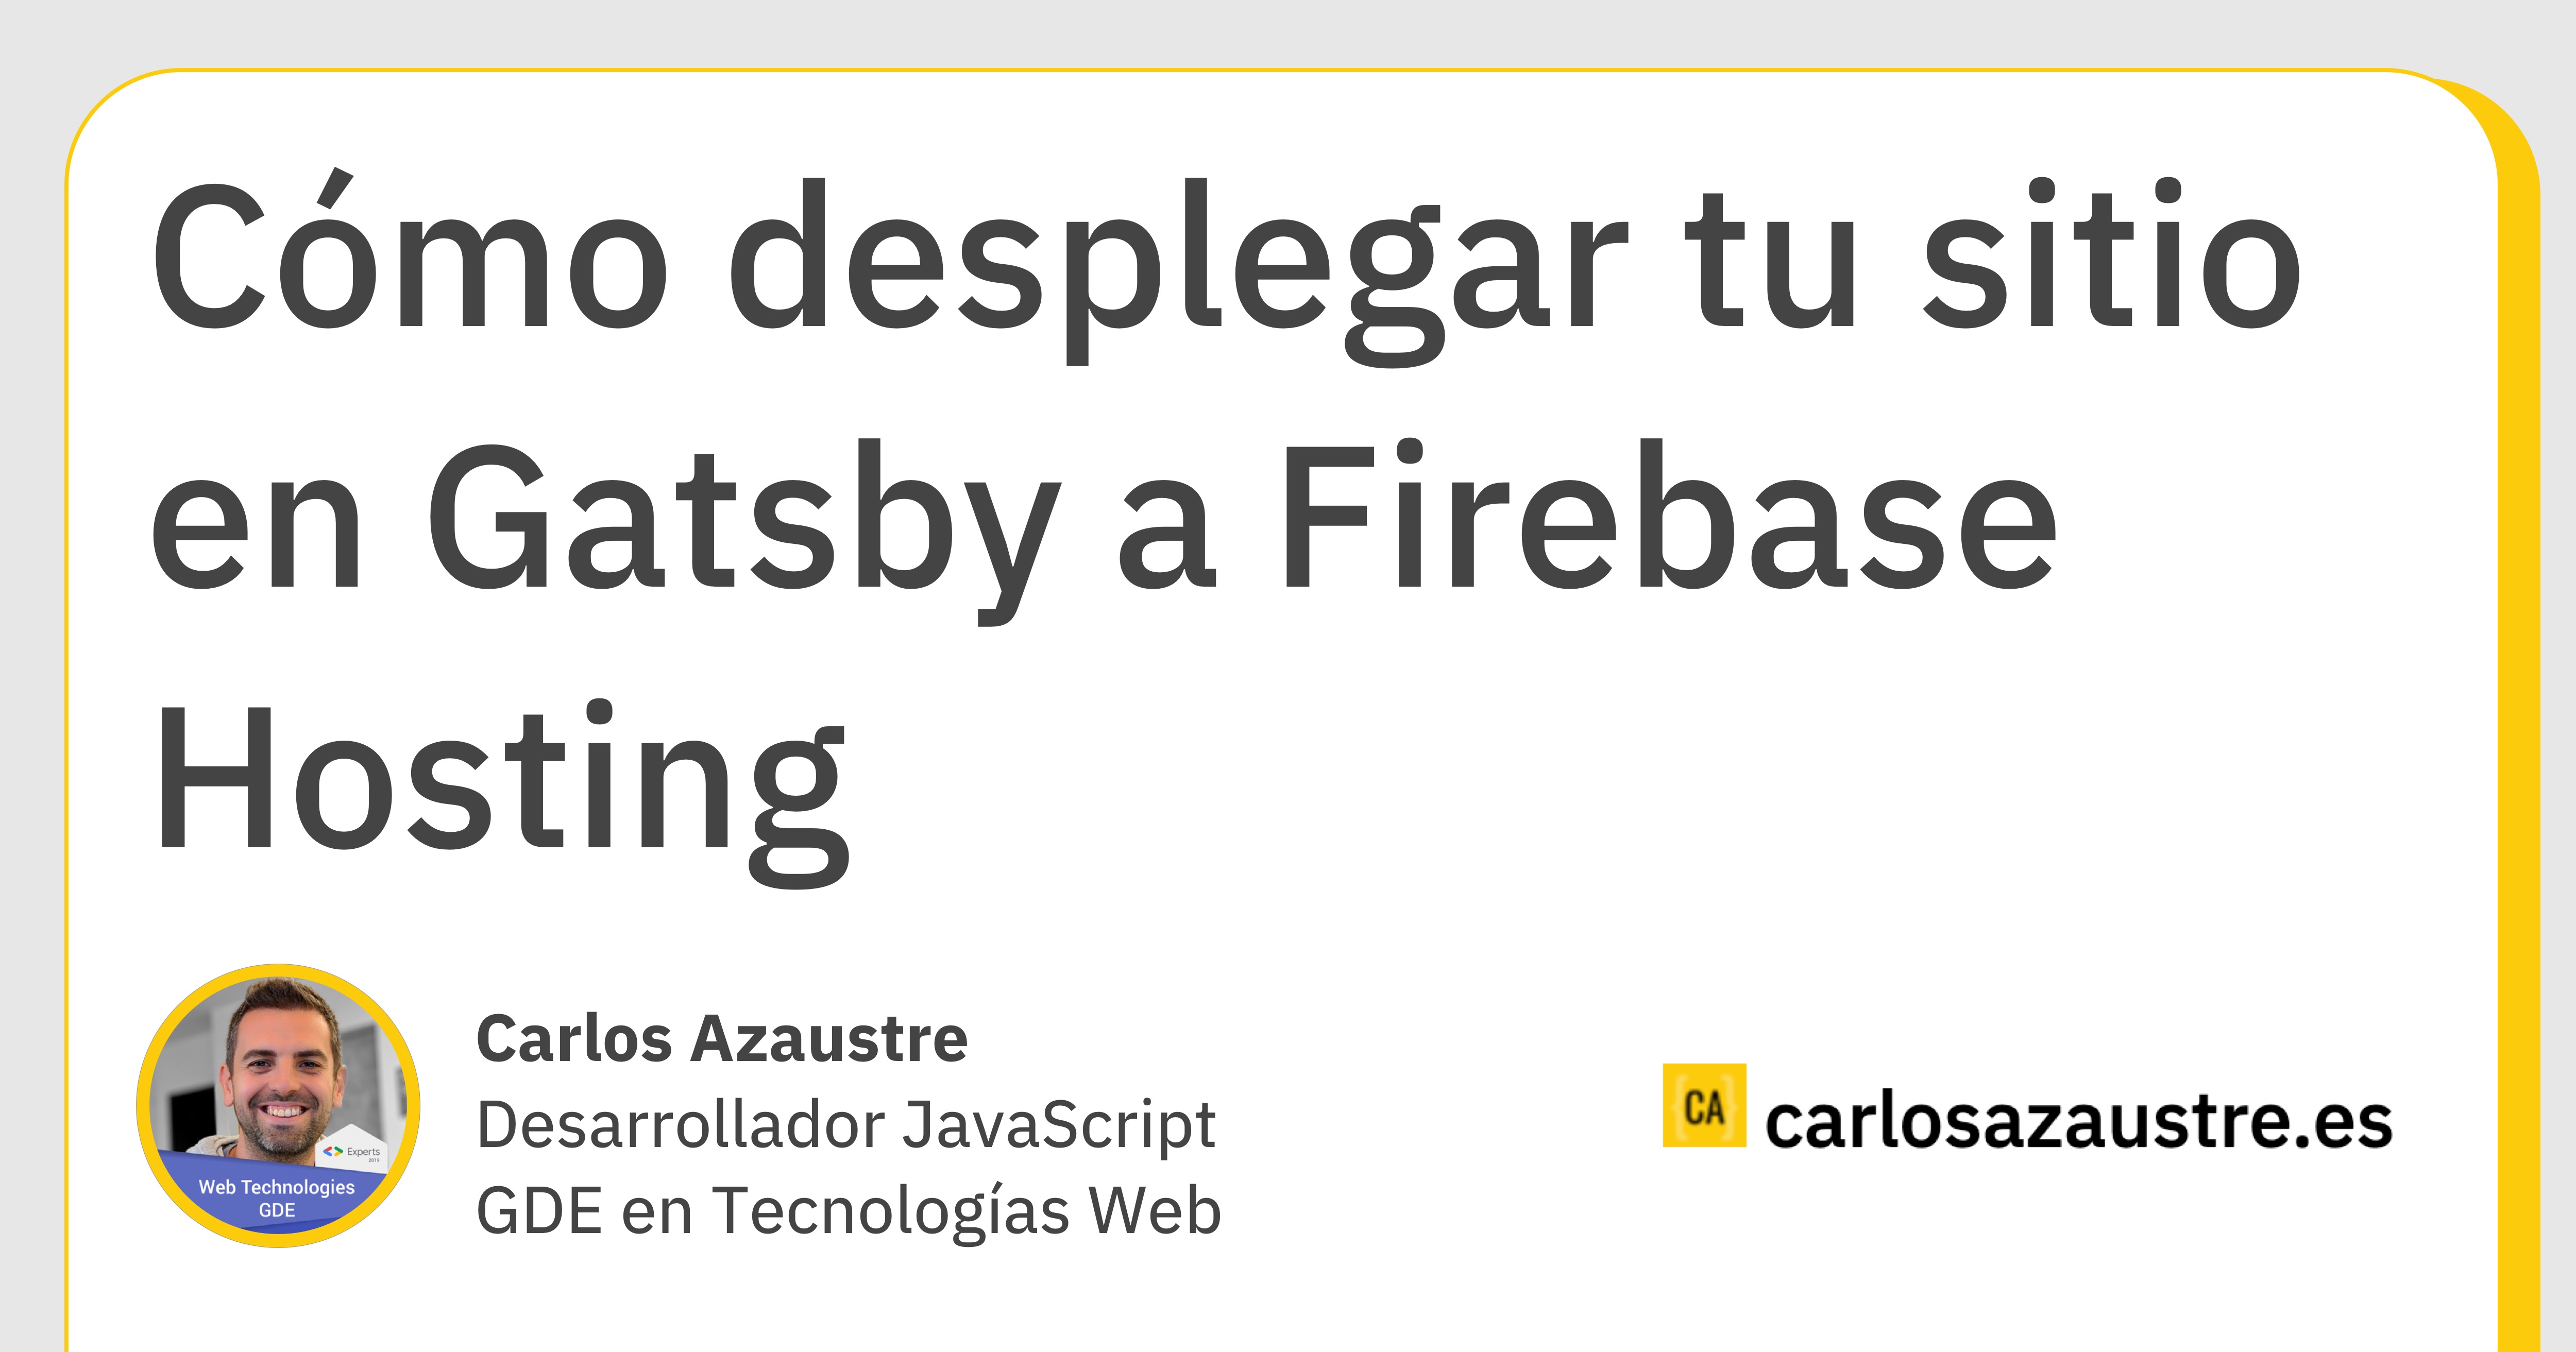 Cómo desplegar tu sitio
en Gatsby a Firebase
Hosting
Carlos Azaustre
Desarrollador JavaScript
GDE en Tecnologías Web
Experts
2019
Web Technologies
GDE
{CA}
carlosazaustre.es